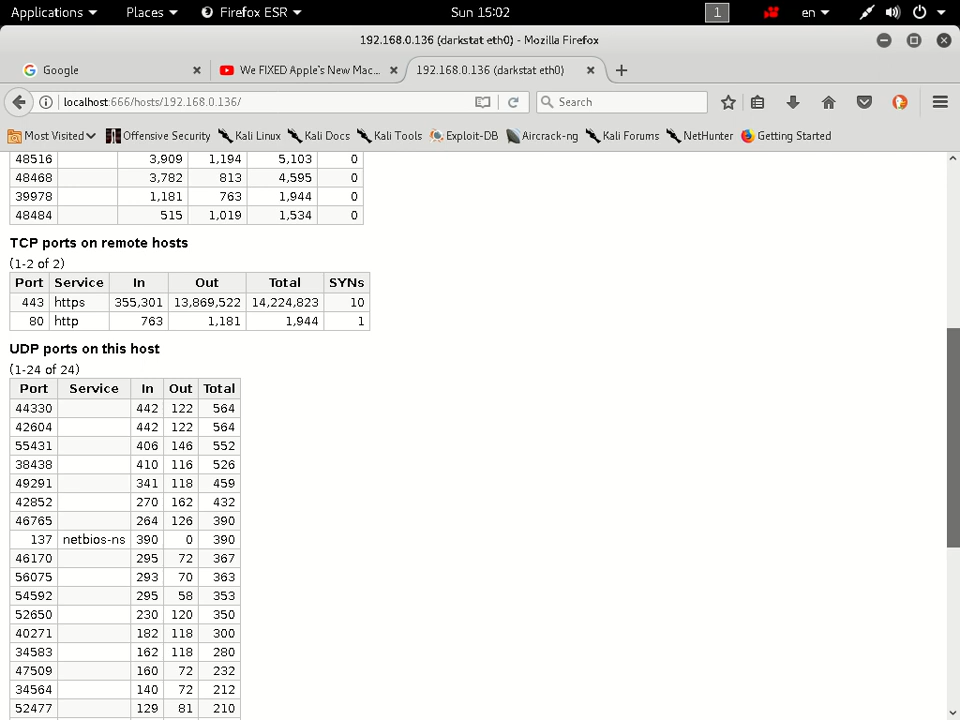 Applications Places Firefox ESR Sun 15:02 1 en
192.168.0.136 (darkstat eth0) - Mozilla Firefox
Google We FIXED Apple's New Mac... 192.168.0.136 (darkstat eth0)
localhost:666/hosts/192.168.0.136/ Search
Most Visited Offensive Security Kali Linux Kali Docs Kali Tools Exploit-DB Aircrack-ng Kali Forums NetHunter Getting Started
48516 3,909 1,194 5,103 0
48468 3,782 813 4,595 0
39978 1,181 763 1,944 0
48484 515 1,019 1,534 0
TCP ports on remote hosts
(1-2 of 2)
Port Service In Out Total SYNs
443 https 355,301 13,869,522 14,224,823 10
80 http 763 1,181 1,944 1
UDP ports on this host
(1-24 of 24)
Port Service In Out Total
44330 442 122 564
42604 442 122 564
55431 406 146 552
38438 410 116 526
49291 341 118 459
42852 270 162 432
46765 264 126 390
137 netbios-ns 390 0 390
46170 295 72 367
56075 293 70 363
54592 295 58 353
52650 230 120 350
40271 182 118 300
34583 162 118 280
47509 160 72 232
34564 140 72 212
52477 129 81 210